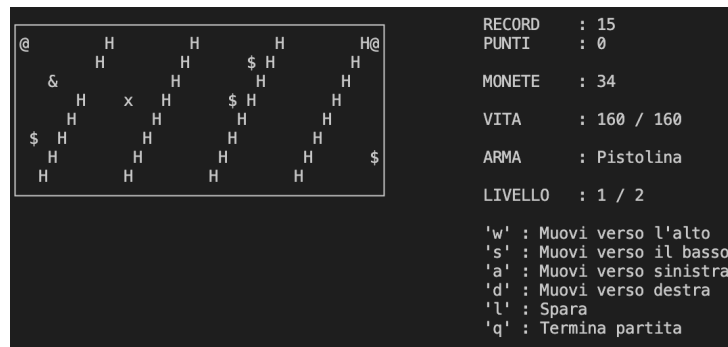 RECORD : 15
@ H H H H@
PUNTI : 0
H H $ H H
& H H H
MONETE : 34
H x H $ H H
H H H H
VITA : 160 / 160
$ H H H H
H H H H $
ARMA : Pistolina
H H H H
LIVELLO : 1 / 2
'w' : Muovi verso l'alto
's' : Muovi verso il basso
'a' : Muovi verso sinistra
'd' : Muovi verso destra
'l' : Spara
'q' : Termina partita